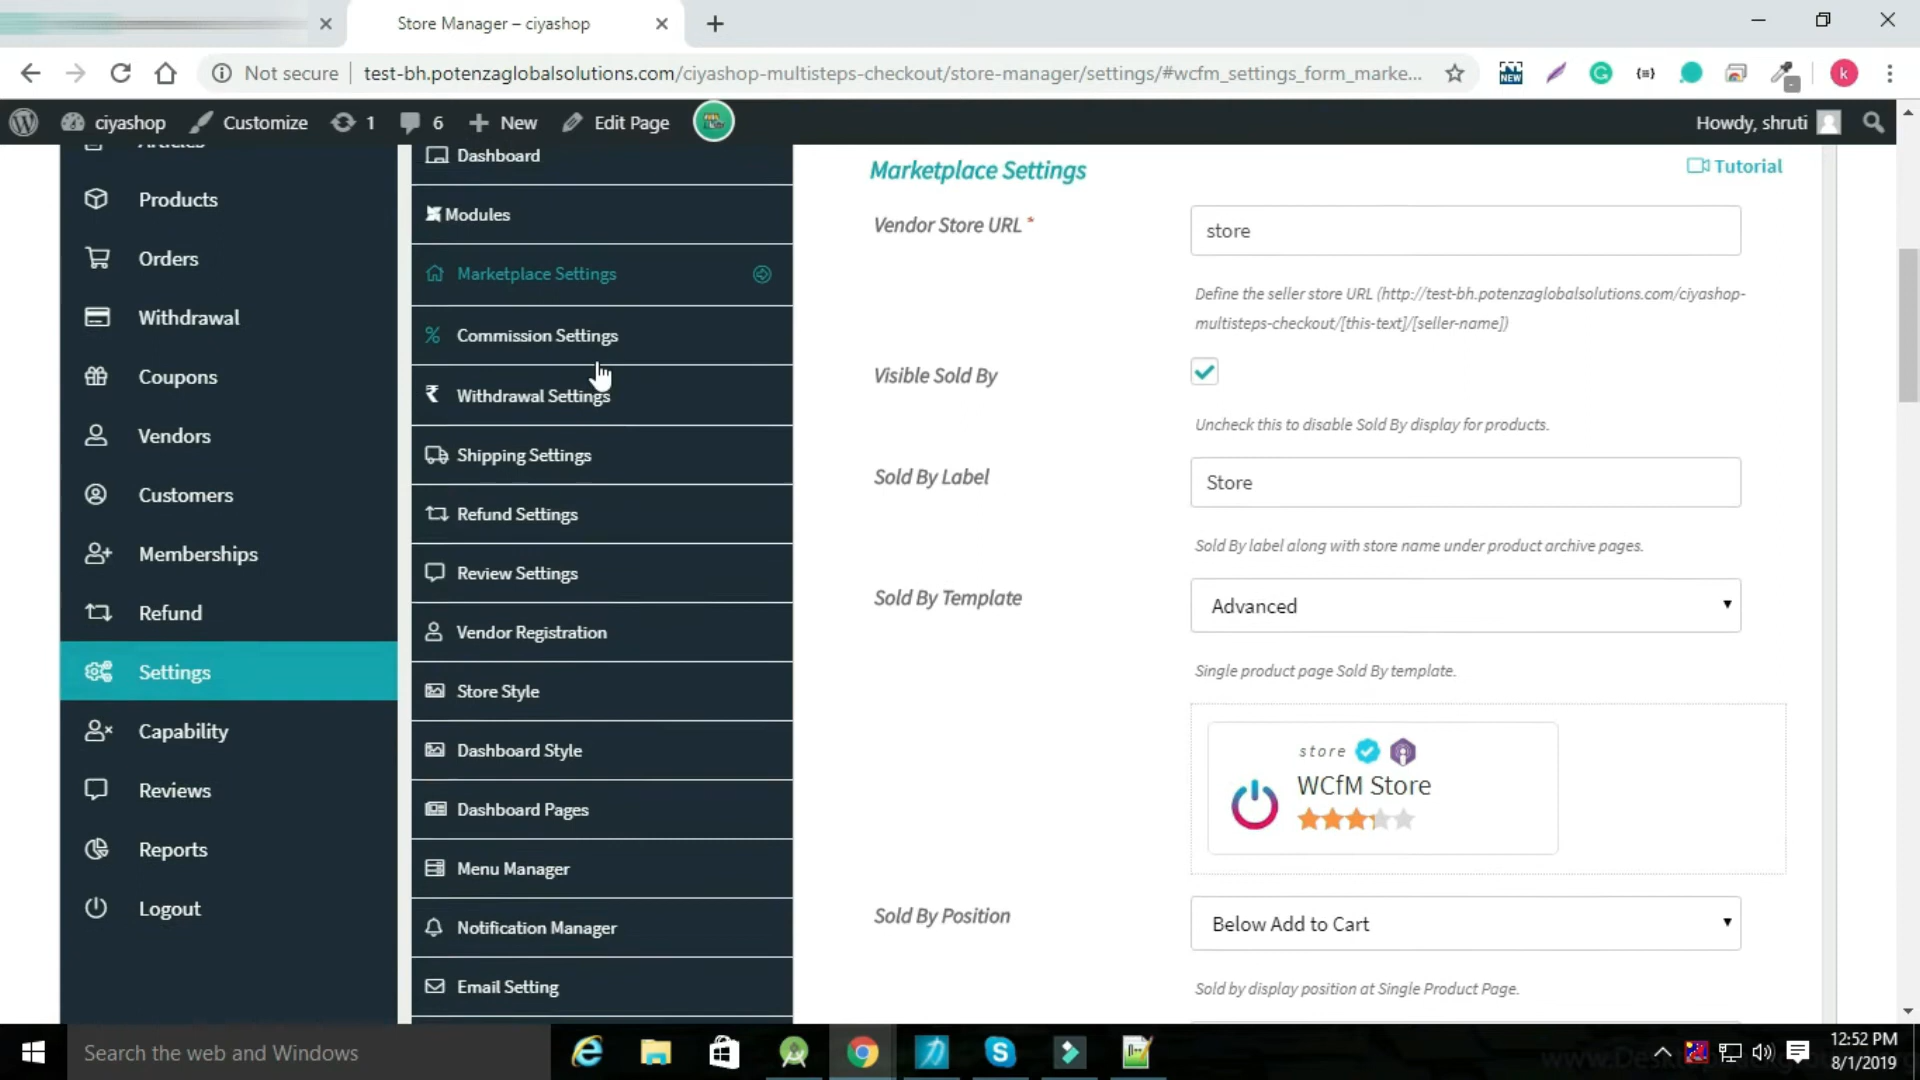 Store Manager – ciyashop
Not secure
test-bh.potenzaglobalsolutions.com/ciyashop-multisteps-checkout/store-manager/settings/#wcfm_settings_form_marke...
NEW
k
ciyashop
Customize
1
6
New
Edit Page
Howdy, shruti
Articles
Products
Orders
Withdrawal
Coupons
Vendors
Customers
Memberships
Refund
Settings
Capability
Reviews
Reports
Logout
Dashboard
Modules
Marketplace Settings
Commission Settings
Withdrawal Settings
Shipping Settings
Refund Settings
Review Settings
Vendor Registration
Store Style
Dashboard Style
Dashboard Pages
Menu Manager
Notification Manager
Email Setting
Marketplace Settings
Tutorial
Vendor Store URL *
store
Define the seller store URL (http://test-bh.potenzaglobalsolutions.com/ciyashop-
multisteps-checkout/[this-text]/[seller-name])
Visible Sold By
Uncheck this to disable Sold By display for products.
Sold By Label
Store
Sold By label along with store name under product archive pages.
Sold By Template
Advanced
Single product page Sold By template.
store
WCfM Store
Sold By Position
Below Add to Cart
Sold by display position at Single Product Page.
Search the web and Windows
12:52 PM
8/1/2019